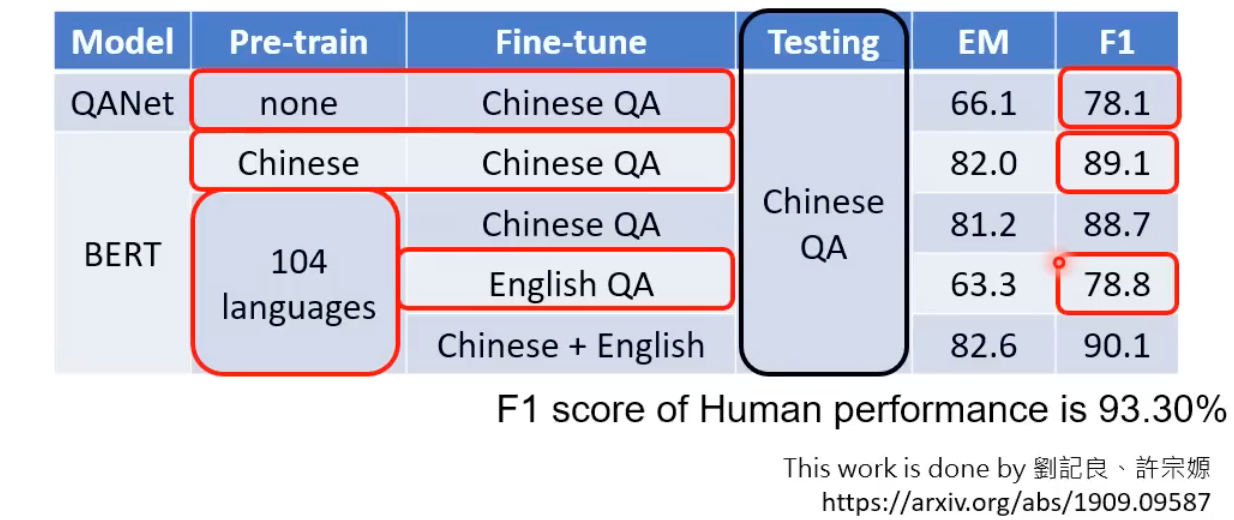 Model Pre-train Fine-tune Testing EM F1
QANet none Chinese QA 66.1 78.1
Chinese Chinese QA 82.0 89.1
Chinese QA 81.2 88.7
BERT
104
languages
Chinese
QA
English QA 63.3 78.8
Chinese + English 82.6 90.1
F1 score of Human performance is 93.30%
This work is done by 劉記良、許宗嫄
https://arxiv.org/abs/1909.09587